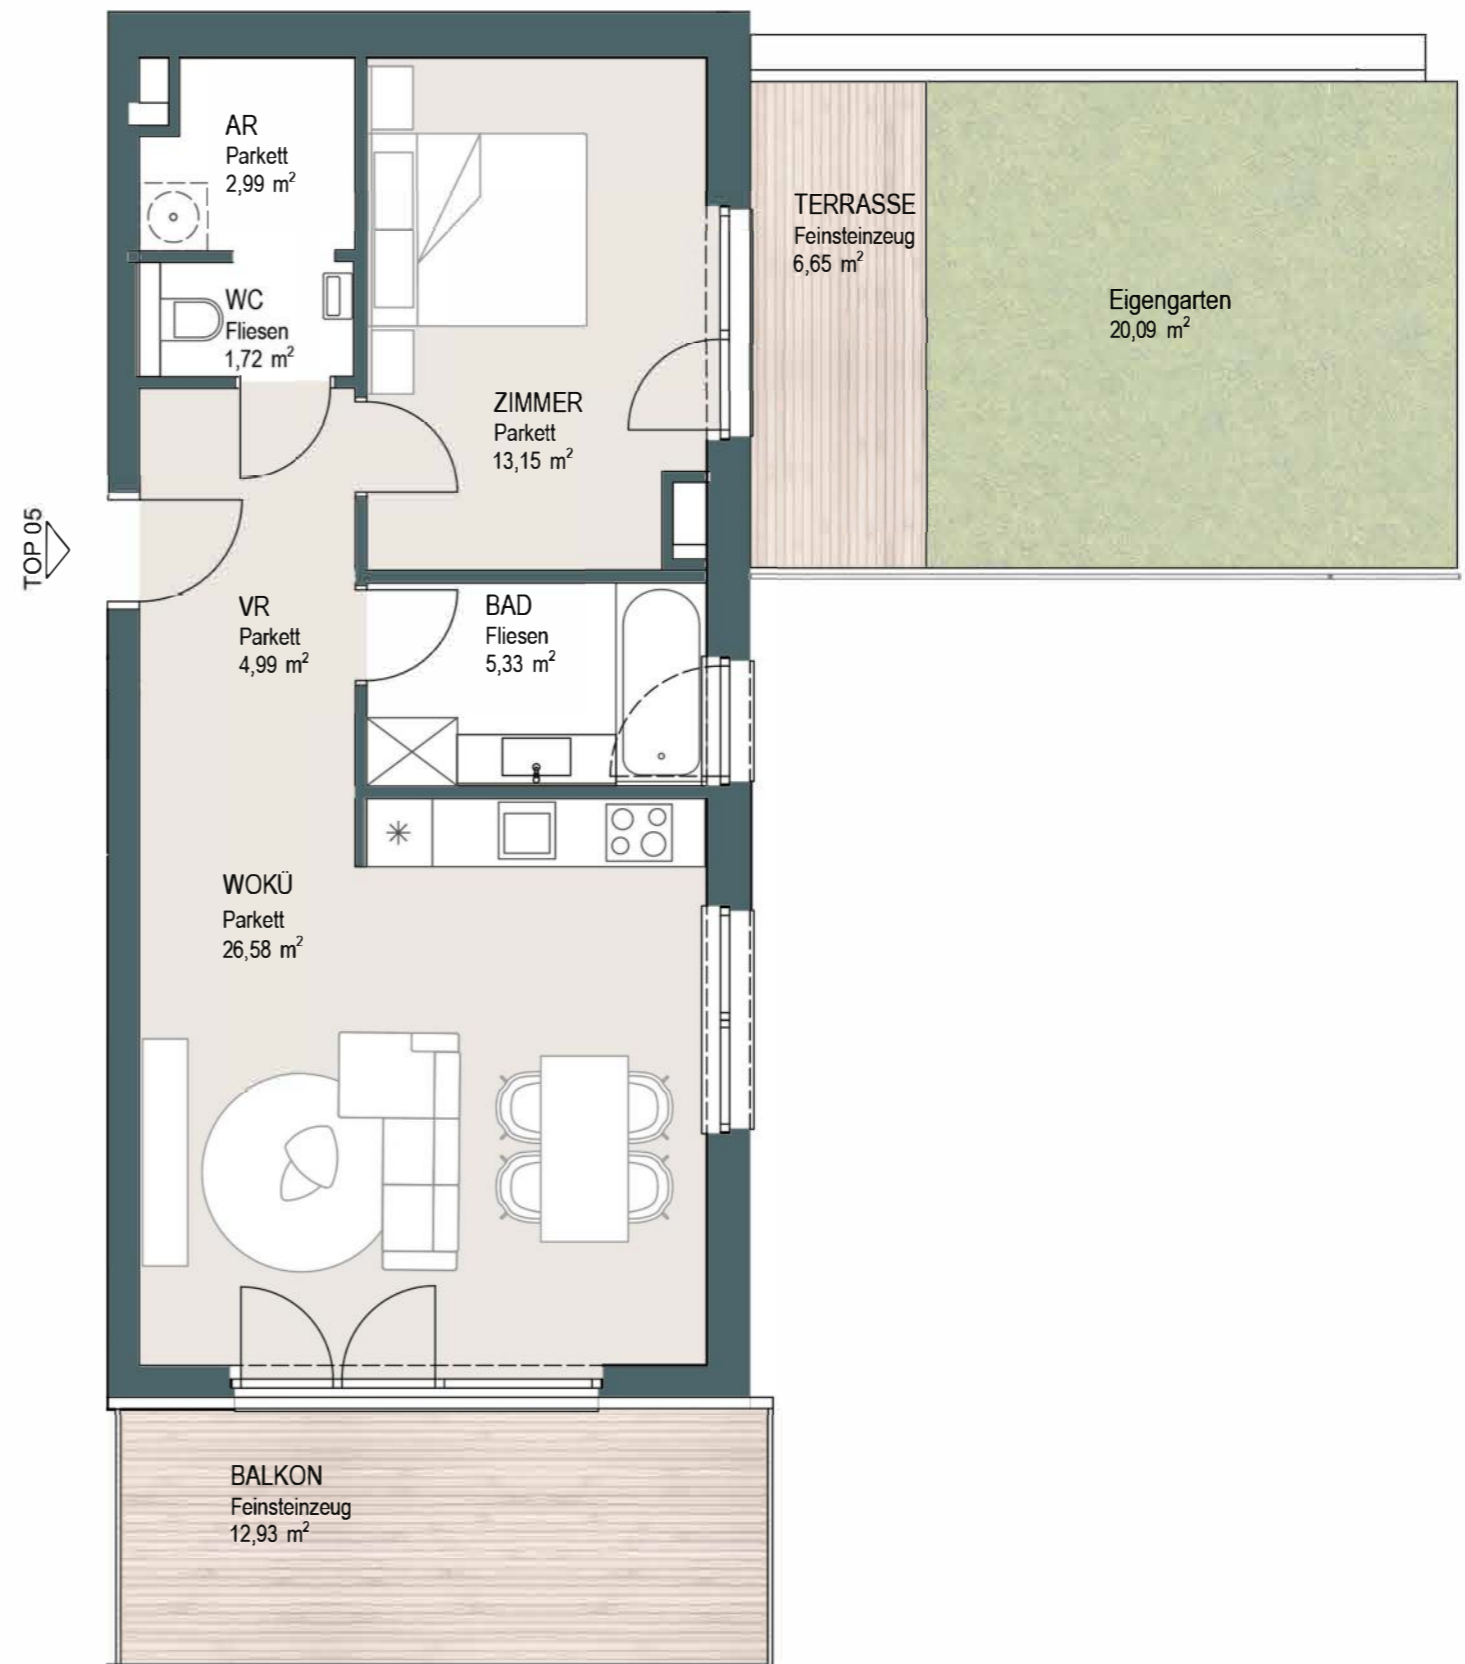 AR
Parkett
2,99 m²
TERRASSE
Feinsteinzeug
6,65 m²
WC
Fliesen
1,72 m²
Eigengarten
20,09 m²
ZIMMER
Parkett
13,15 m²
TOP 05
VR
Parkett
4,99 m²
BAD
Fliesen
5,33 m²
WOKÜ
Parkett
26,58 m²
BALKON
Feinsteinzeug
12,93 m²